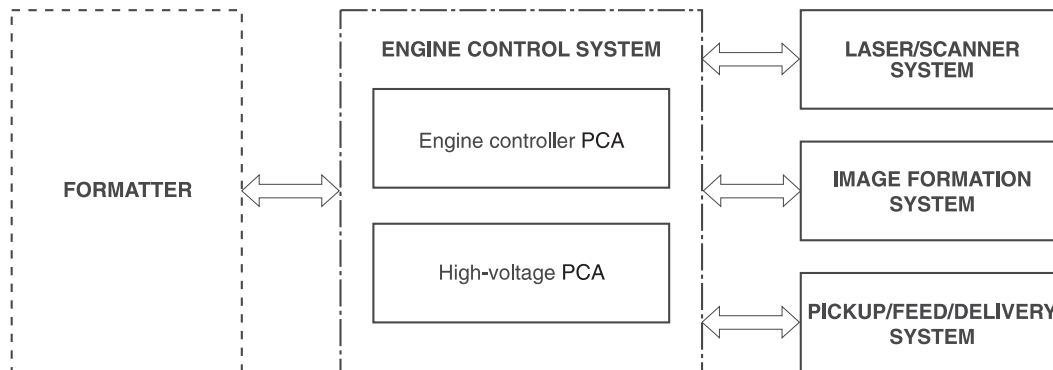 FORMATTER
ENGINE CONTROL SYSTEM
Engine controller PCA
High-voltage PCA
LASER/SCANNER
SYSTEM
IMAGE FORMATION
SYSTEM
PICKUP/FEED/DELIVERY
SYSTEM